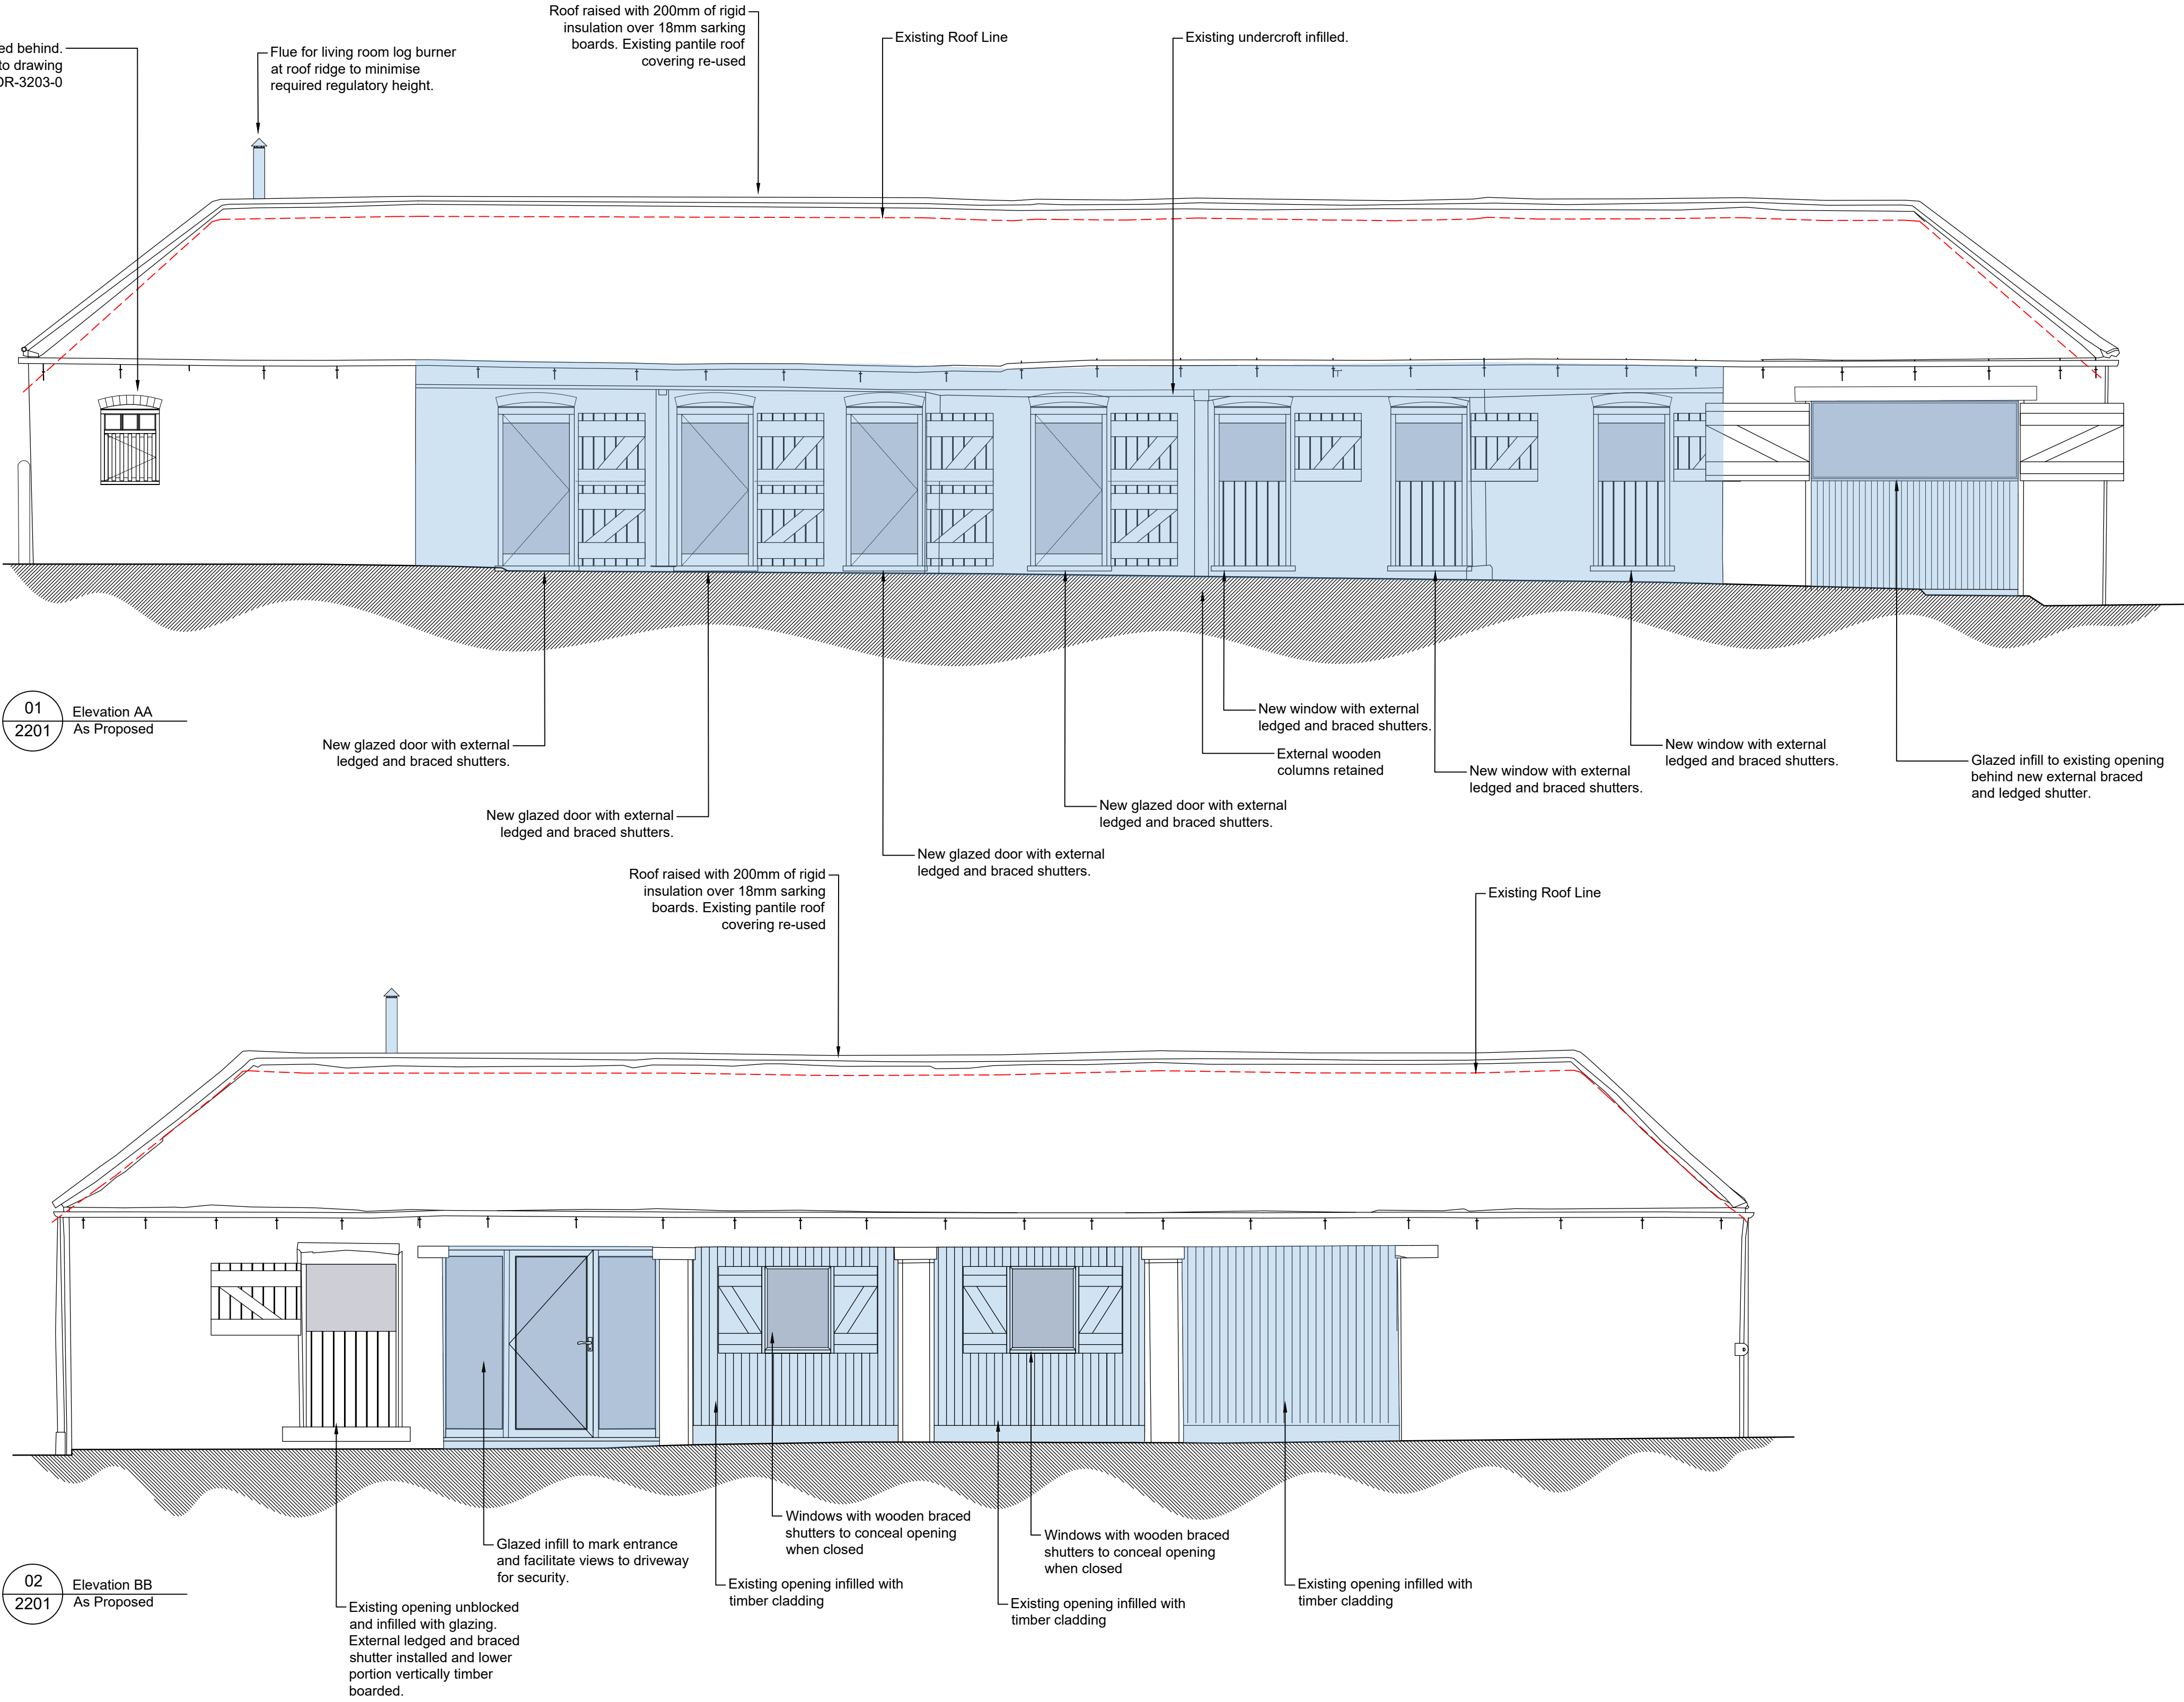 ed behind.
to drawing
DR-3203-0
Flue for living room log burner
at roof ridge to minimise
required regulatory height.
Roof raised with 200mm of rigid
insulation over 18mm sarking
boards. Existing pantile roof
covering re-used
Existing Roof Line
Existing undercroft infilled.
01
2201
Elevation AA
As Proposed
New glazed door with external
ledged and braced shutters.
New glazed door with external
ledged and braced shutters.
New glazed door with external
ledged and braced shutters.
New glazed door with external
ledged and braced shutters.
New window with external
ledged and braced shutters.
External wooden
columns retained
New window with external
ledged and braced shutters.
New window with external
ledged and braced shutters.
Glazed infill to existing opening
behind new external braced
and ledged shutter.
Roof raised with 200mm of rigid
insulation over 18mm sarking
boards. Existing pantile roof
covering re-used
Existing Roof Line
02
2201
Elevation BB
As Proposed
Existing opening unblocked
and infilled with glazing.
External ledged and braced
shutter installed and lower
portion vertically timber
boarded.
Glazed infill to mark entrance
and facilitate views to driveway
for security.
Existing opening infilled with
timber cladding
Windows with wooden braced
shutters to conceal opening
when closed
Existing opening infilled with
timber cladding
Windows with wooden braced
shutters to conceal opening
when closed
Existing opening infilled with
timber cladding